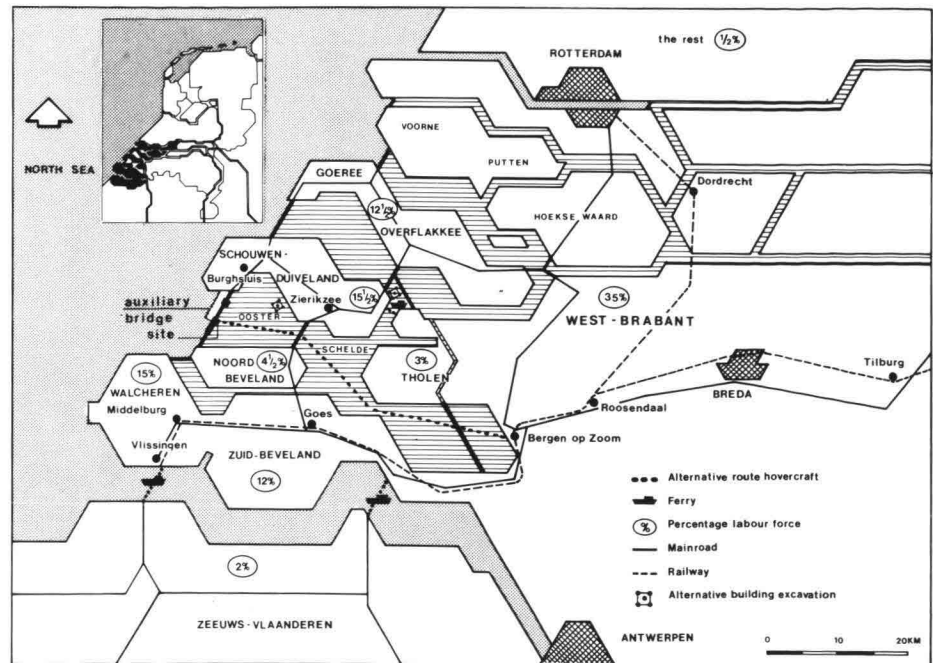 the rest ½%
ROTTERDAM
NORTH SEA
VOORNE
PUTTEN
GOEREE
Dordrecht
12½%
OVERFLAKKEE
HOEKSE WAARD
SCHOUWEN-
DUIVELAND
Burghsluis
Zierikzee
15½%
35%
WEST-BRABANT
auxiliary
bridge
site
OOSTER
SCHELDE
NOORD
BEVELAND
4½%
3%
THOLEN
15%
WALCHEREN
Middelburg
Vlissingen
Goes
ZUID-BEVELAND
12%
Tilburg
BREDA
Roosendaal
Bergen op Zoom
Alternative route hovercraft
Ferry
% Percentage labour force
Mainroad
Railway
Alternative building excavation
2%
ZEEUWS-VLAANDEREN
ANTWERPEN
0 10 20KM